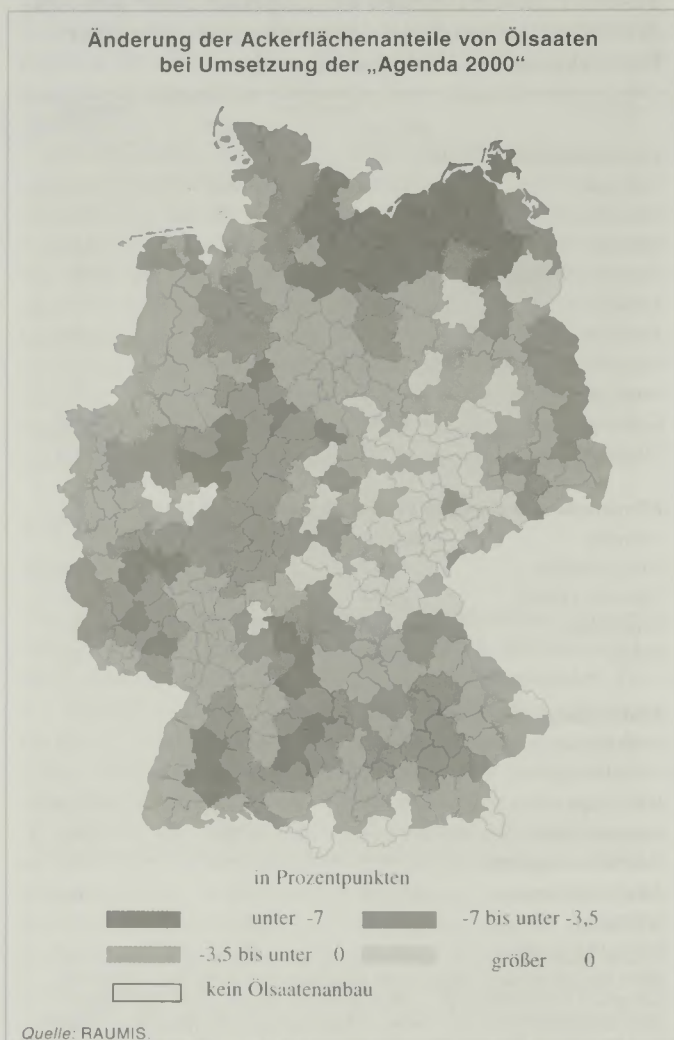 Änderung der Ackerflächenanteile von Ölsaaten
bei Umsetzung der „Agenda 2000“
in Prozentpunkten
unter -7
-7 bis unter -3,5
-3,5 bis unter 0
größer 0
kein Ölsaatenanbau
Quelle: RAUMIS.